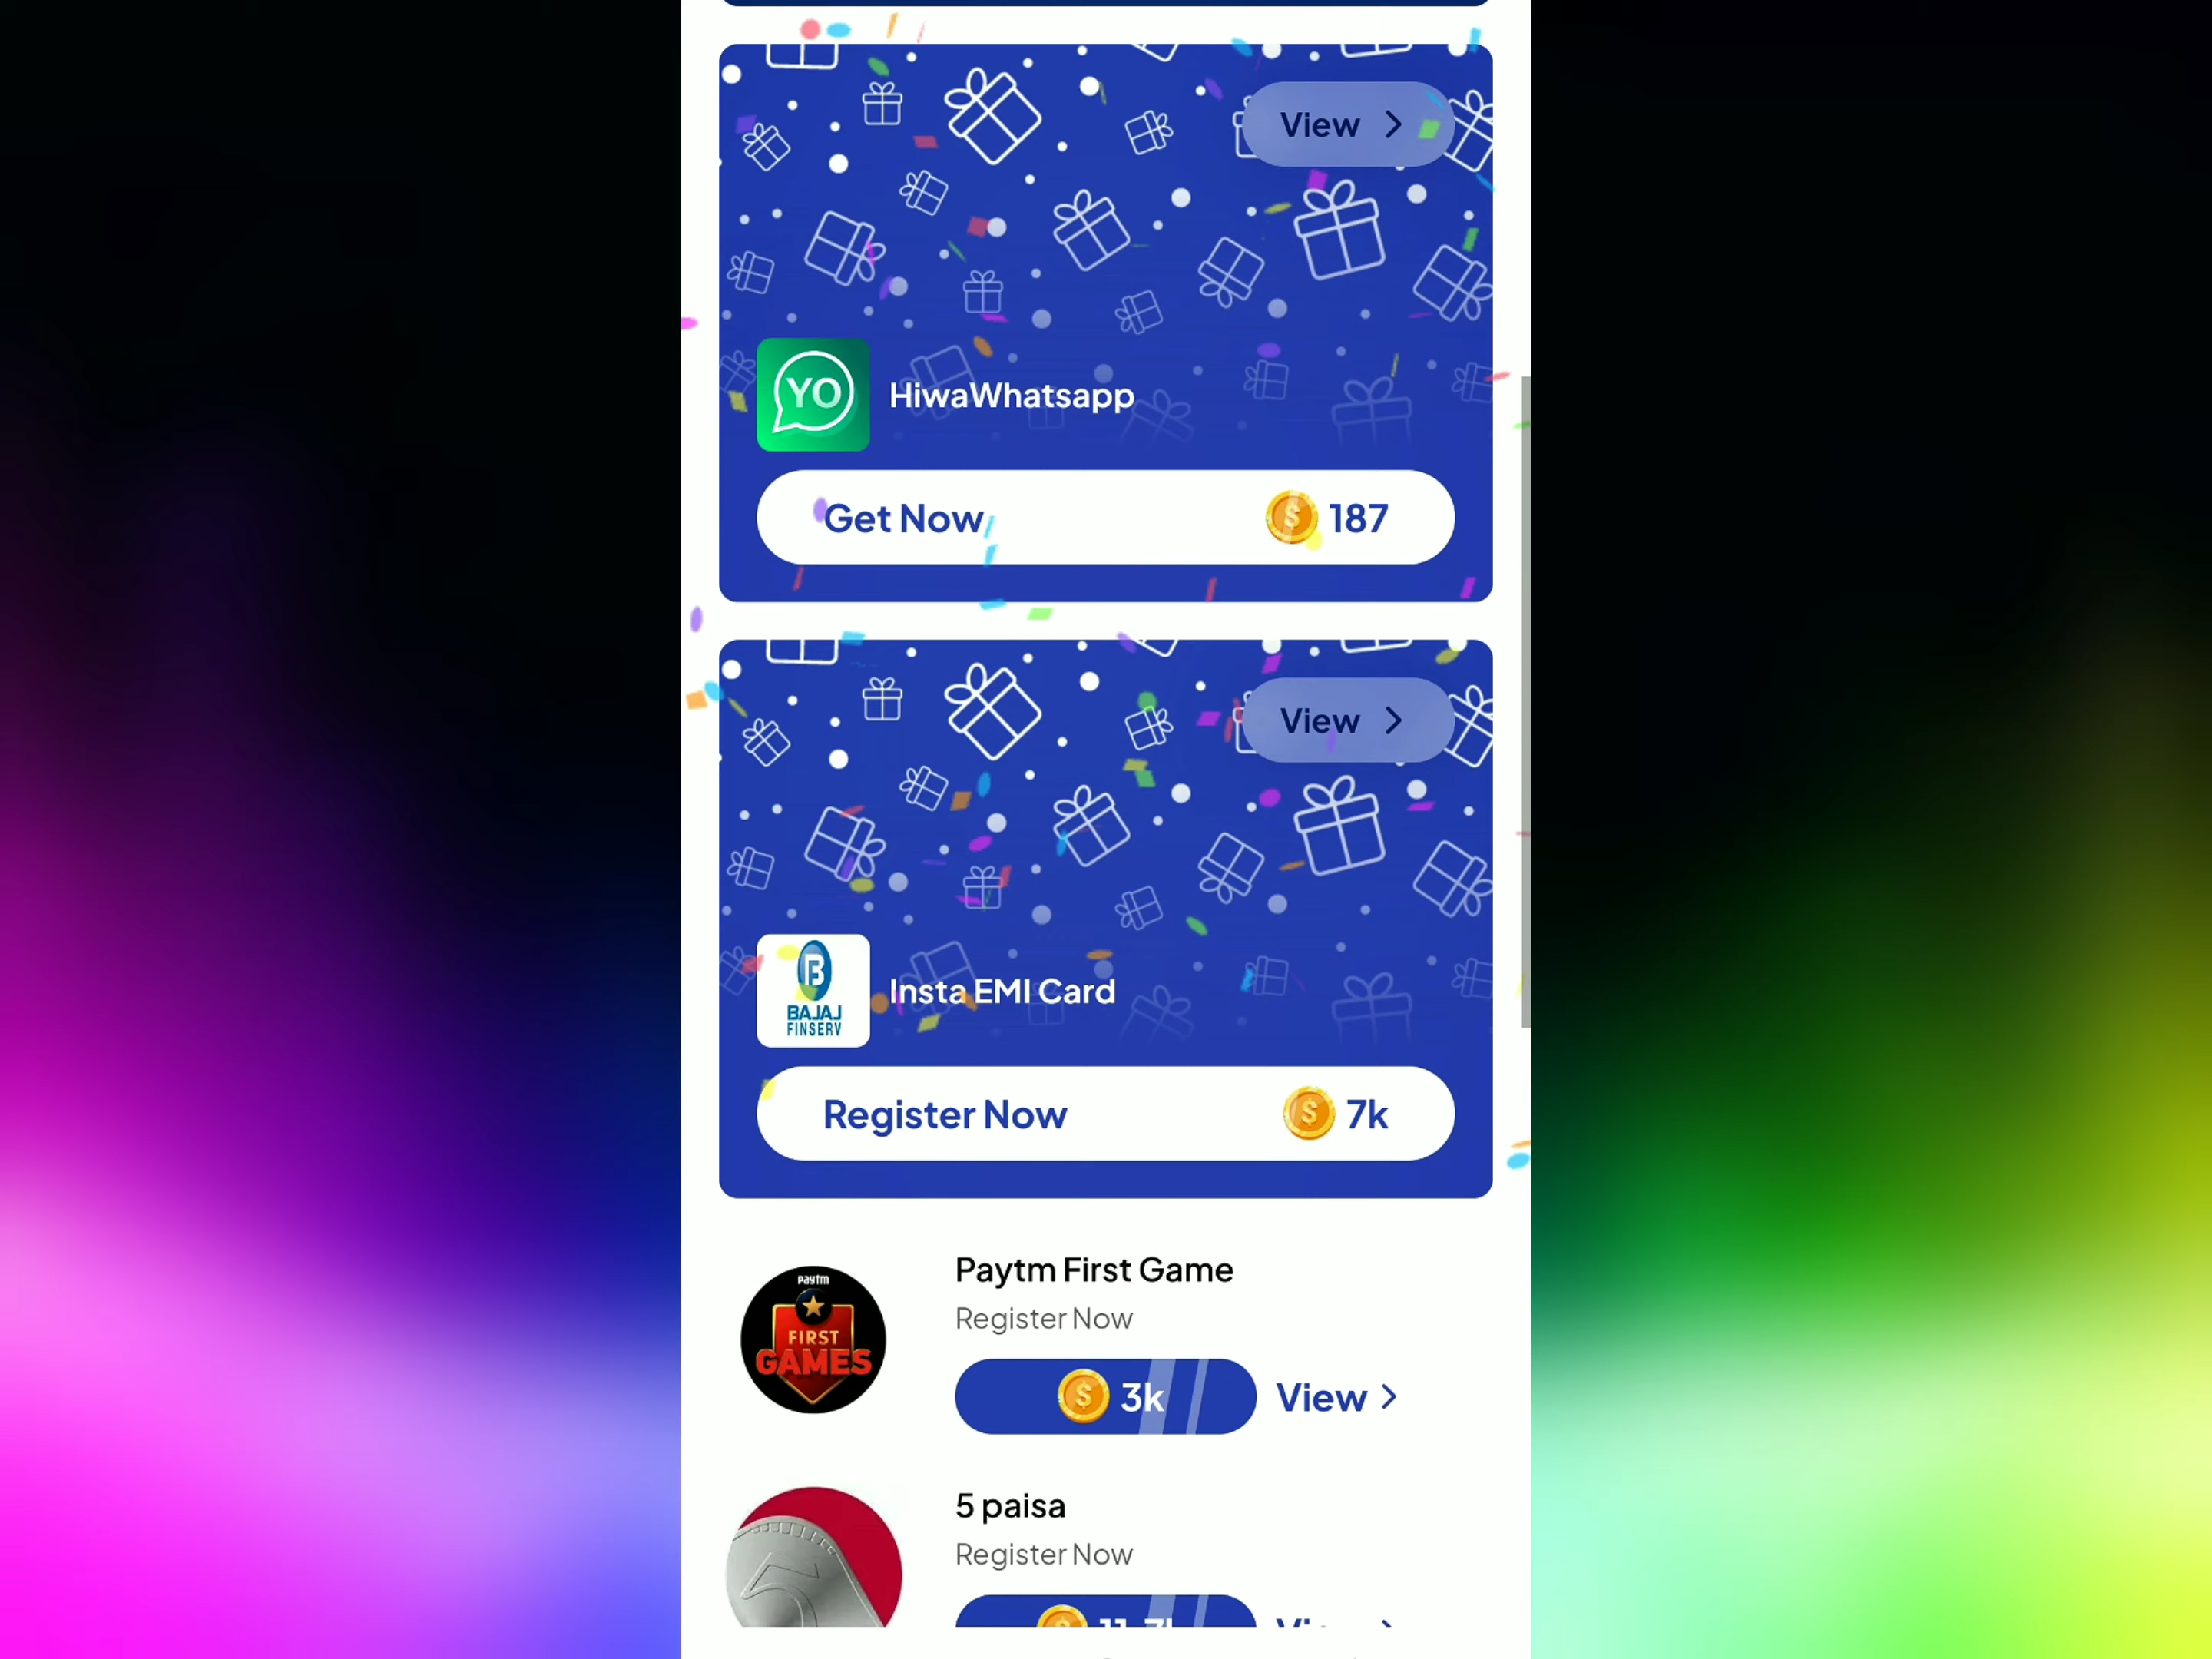 View
YO
HiwaWhatsapp
Get Now 187
View
B
BAJAJ
FINSERV
Insta EMI Card
Register Now 7k
paytm
FIRST
GAMES
Paytm First Game
Register Now
3k View
5 paisa
Register Now